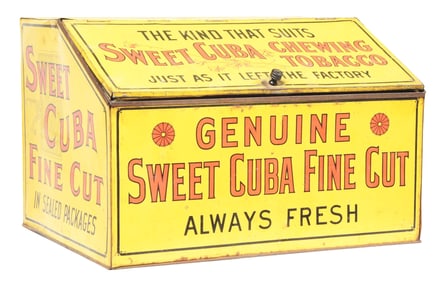 THE KIND THAT SUITS
SWEET CUBA CHEWING TOBACCO
JUST AS IT LEFT THE FACTORY
SWEET
CUBA
FINE CUT
IN SEALED PACKAGES
GENUINE
SWEET CUBA FINE CUT
ALWAYS FRESH